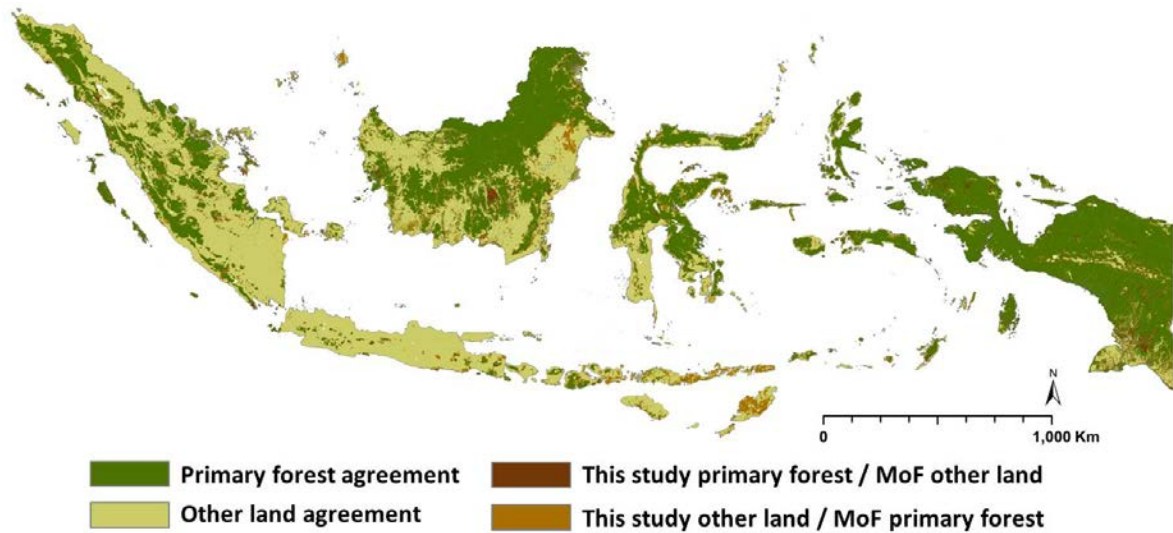 N
0 1,000 Km
Primary forest agreement
This study primary forest / MoF other land
Other land agreement
This study other land / MoF primary forest